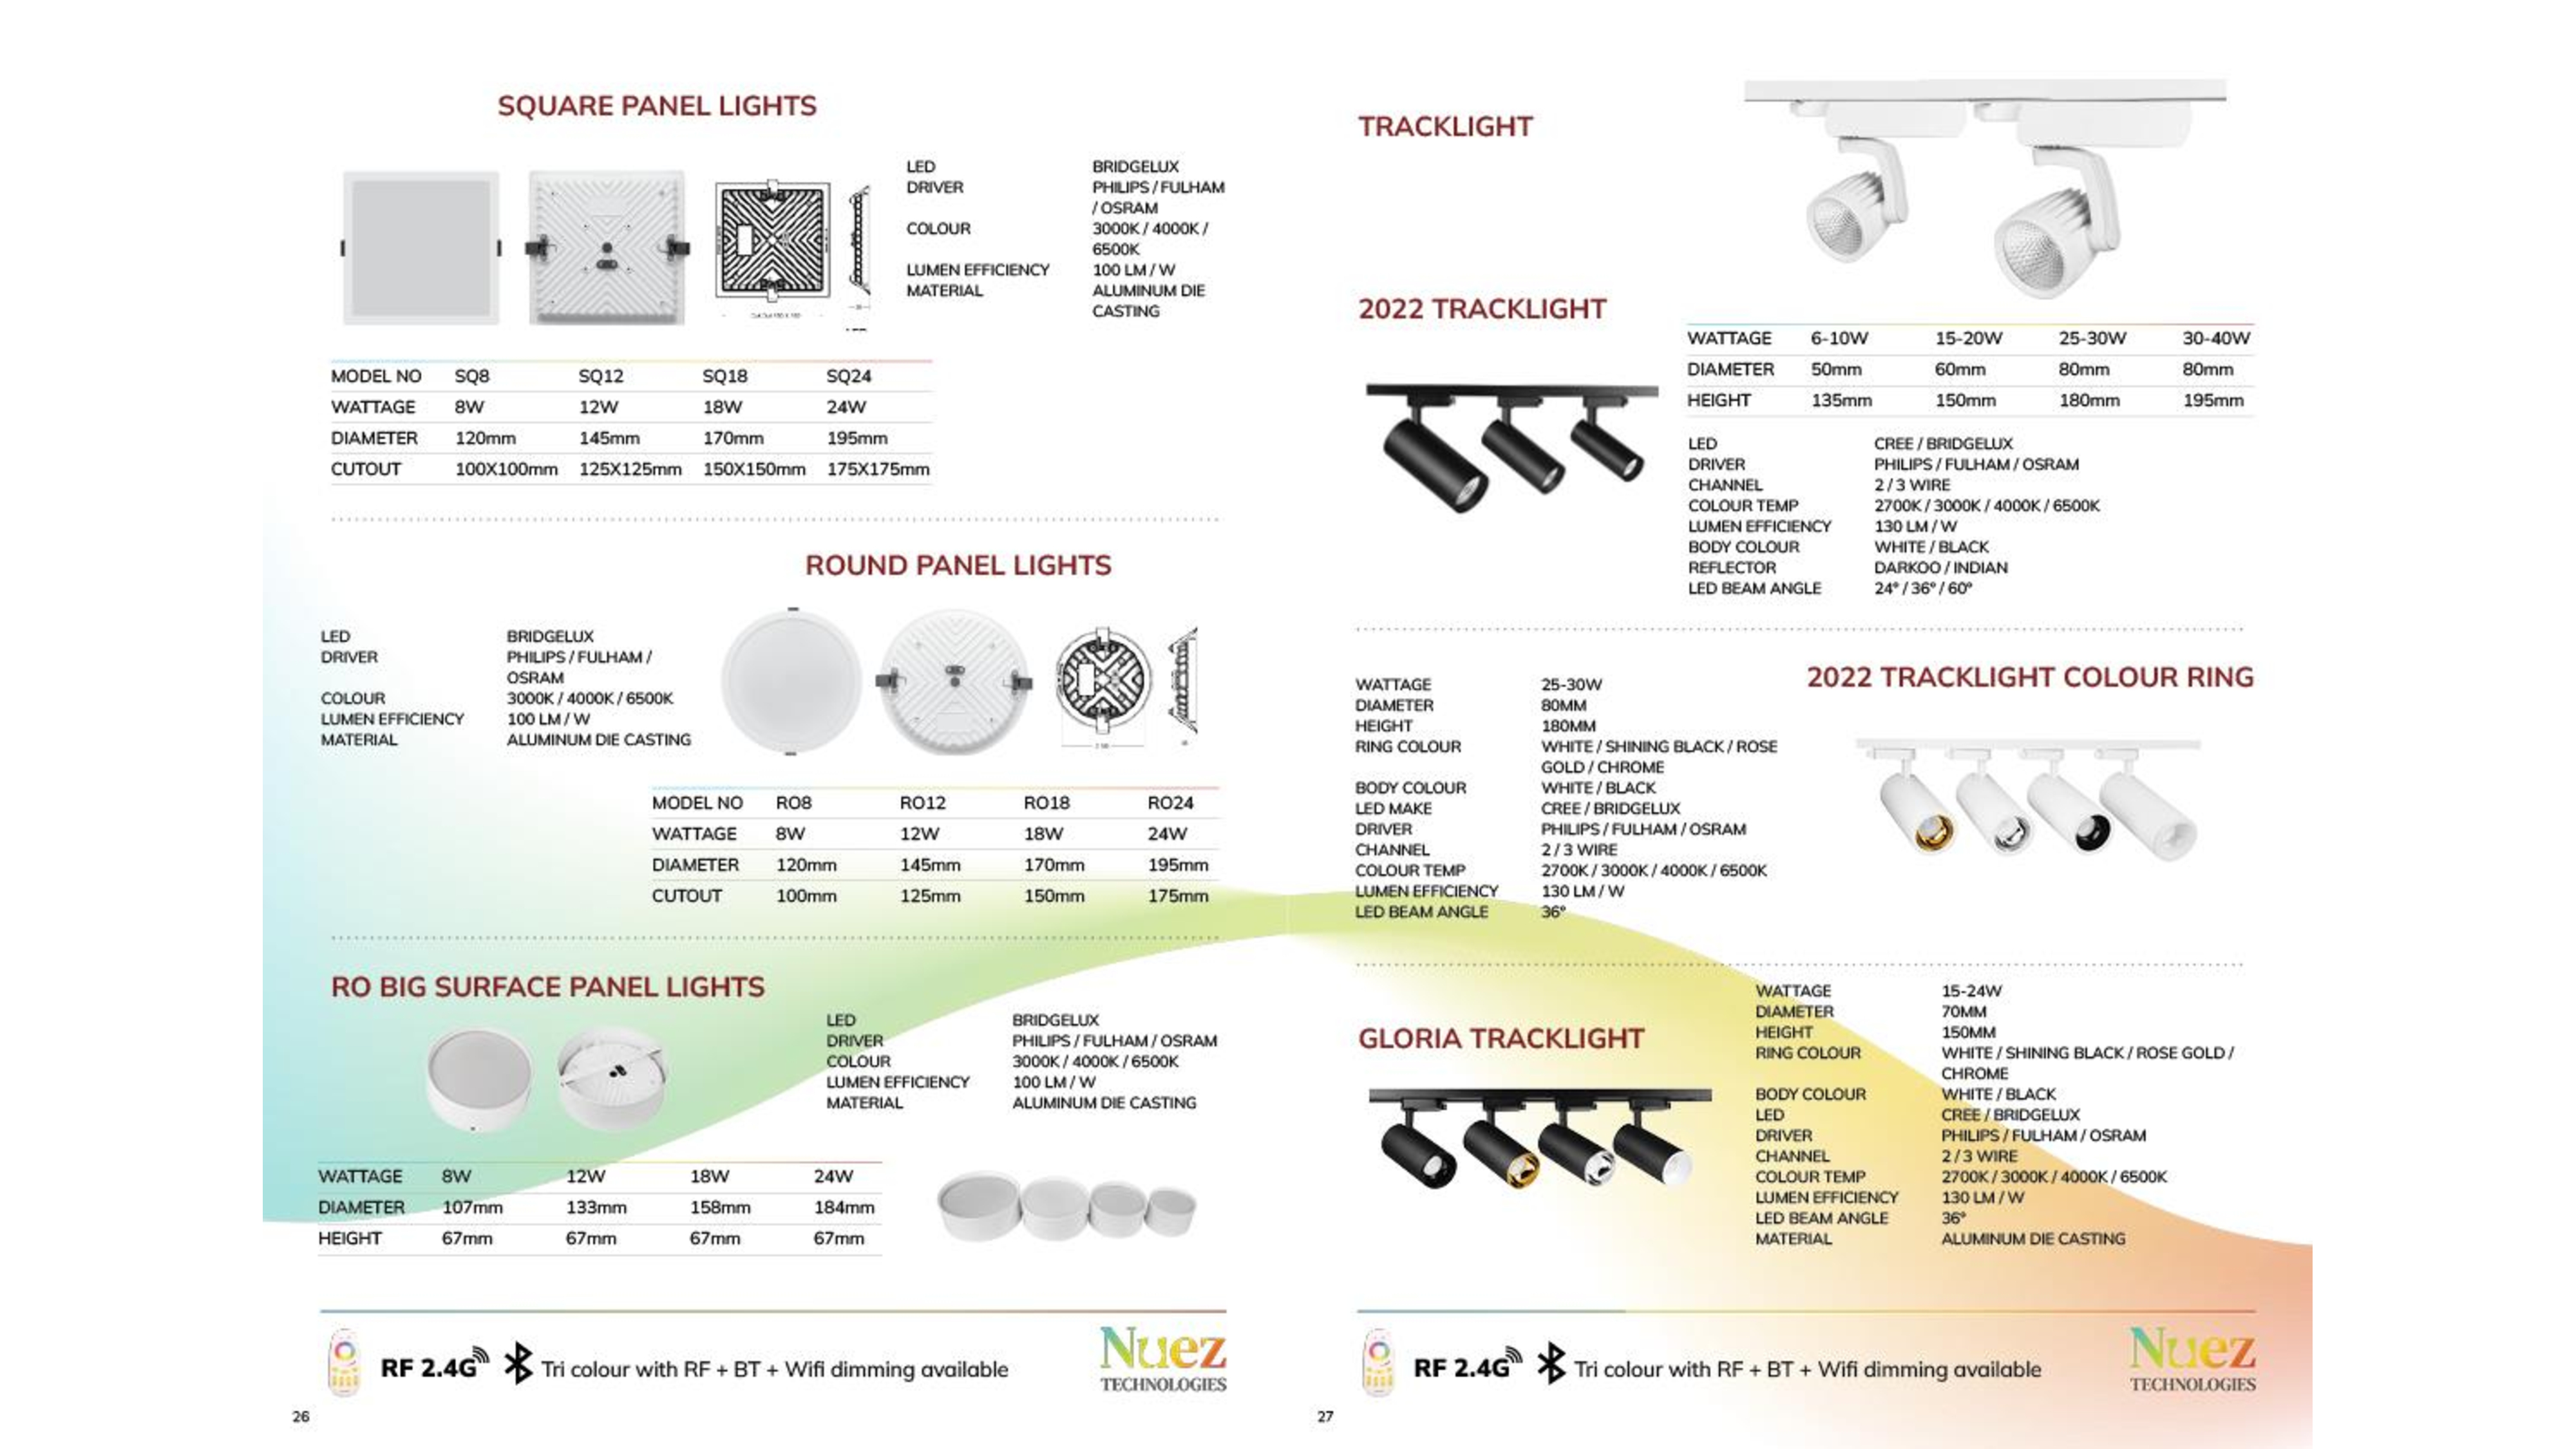 SQUARE PANEL LIGHTS
LED BRIDGELUX
DRIVER PHILIPS / FULHAM
/ OSRAM
COLOUR 3000K / 4000K /
6500K
LUMEN EFFICIENCY 100 LM / W
MATERIAL ALUMINUM DIE
CASTING
MODEL NO SQ8 SQ12 SQ18 SQ24
WATTAGE 8W 12W 18W 24W
DIAMETER 120mm 145mm 170mm 195mm
CUTOUT 100X100mm 125X125mm 150X150mm 175X175mm
ROUND PANEL LIGHTS
LED BRIDGELUX
DRIVER PHILIPS / FULHAM /
OSRAM
COLOUR 3000K / 4000K / 6500K
LUMEN EFFICIENCY 100 LM / W
MATERIAL ALUMINUM DIE CASTING
MODEL NO RO8 RO12 RO18 RO24
WATTAGE 8W 12W 18W 24W
DIAMETER 120mm 145mm 170mm 195mm
CUTOUT 100mm 125mm 150mm 175mm
RO BIG SURFACE PANEL LIGHTS
LED BRIDGELUX
DRIVER PHILIPS / FULHAM / OSRAM
COLOUR 3000K / 4000K / 6500K
LUMEN EFFICIENCY 100 LM / W
MATERIAL ALUMINUM DIE CASTING
WATTAGE 8W 12W 18W 24W
DIAMETER 107mm 133mm 158mm 184mm
HEIGHT 67mm 67mm 67mm 67mm
RF 2.4G Tri colour with RF + BT + Wifi dimming available
Nuez
TECHNOLOGIES
26
TRACKLIGHT
2022 TRACKLIGHT
WATTAGE 6-10W 15-20W 25-30W 30-40W
DIAMETER 50mm 60mm 80mm 80mm
HEIGHT 135mm 150mm 180mm 195mm
LED CREE / BRIDGELUX
DRIVER PHILIPS / FULHAM / OSRAM
CHANNEL 2 / 3 WIRE
COLOUR TEMP 2700K / 3000K / 4000K / 6500K
LUMEN EFFICIENCY 130 LM / W
BODY COLOUR WHITE / BLACK
REFLECTOR DARKOO / INDIAN
LED BEAM ANGLE 24° / 36° / 60°
2022 TRACKLIGHT COLOUR RING
WATTAGE 25-30W
DIAMETER 80MM
HEIGHT 180MM
RING COLOUR WHITE / SHINING BLACK / ROSE
GOLD / CHROME
BODY COLOUR WHITE / BLACK
LED MAKE CREE / BRIDGELUX
DRIVER PHILIPS / FULHAM / OSRAM
CHANNEL 2 / 3 WIRE
COLOUR TEMP 2700K / 3000K / 4000K / 6500K
LUMEN EFFICIENCY 130 LM / W
LED BEAM ANGLE 36°
GLORIA TRACKLIGHT
WATTAGE 15-24W
DIAMETER 70MM
HEIGHT 150MM
RING COLOUR WHITE / SHINING BLACK / ROSE GOLD /
CHROME
BODY COLOUR WHITE / BLACK
LED CREE / BRIDGELUX
DRIVER PHILIPS / FULHAM / OSRAM
CHANNEL 2 / 3 WIRE
COLOUR TEMP 2700K / 3000K / 4000K / 6500K
LUMEN EFFICIENCY 130 LM / W
LED BEAM ANGLE 36°
MATERIAL ALUMINUM DIE CASTING
RF 2.4G Tri colour with RF + BT + Wifi dimming available
Nuez
TECHNOLOGIES
27